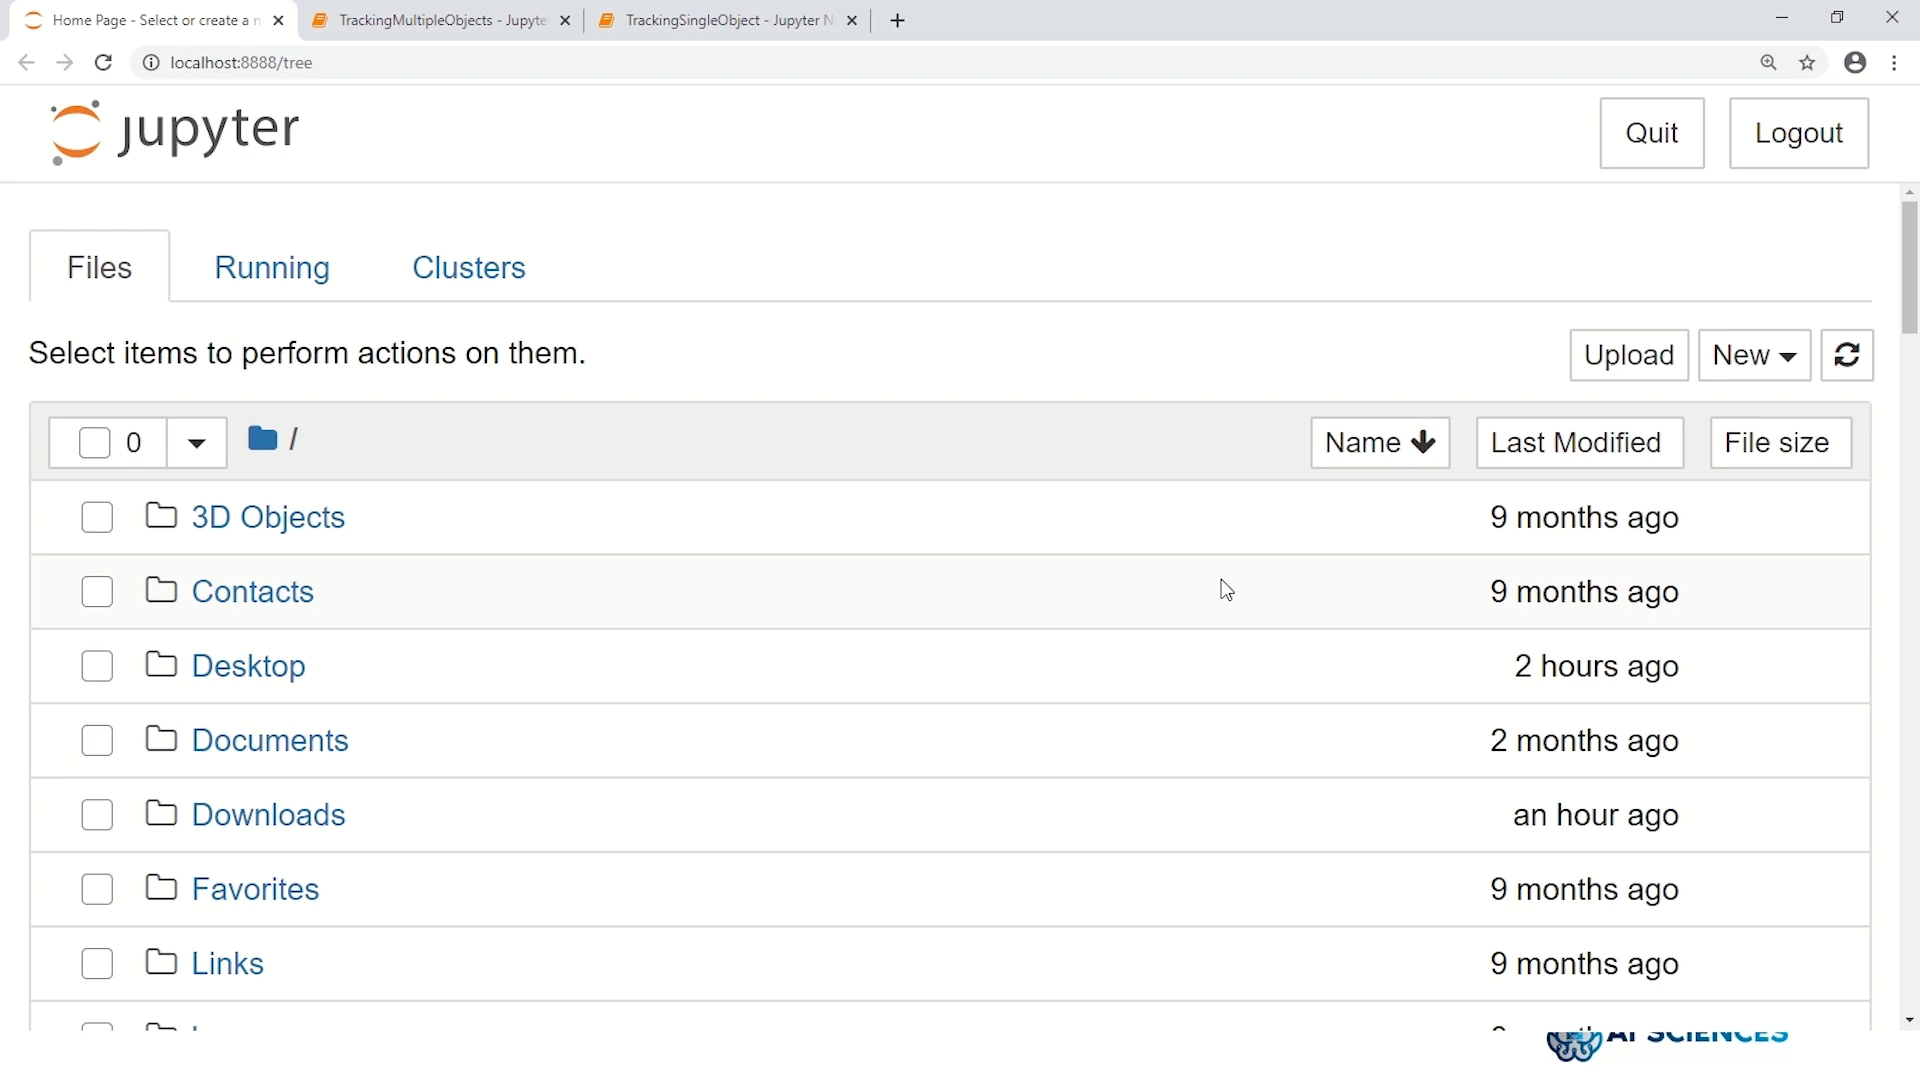 Home Page - Select or create a n
TrackingMultipleObjects - Jupyte
TrackingSingleObject - Jupyter N
localhost:8888/tree
jupyter
Quit
Logout
Files
Running
Clusters
Select items to perform actions on them.
Upload
New
0
/
Name
Last Modified
File size
3D Objects
9 months ago
Contacts
9 months ago
Desktop
2 hours ago
Documents
2 months ago
Downloads
an hour ago
Favorites
9 months ago
Links
9 months ago
AI SCIENCES